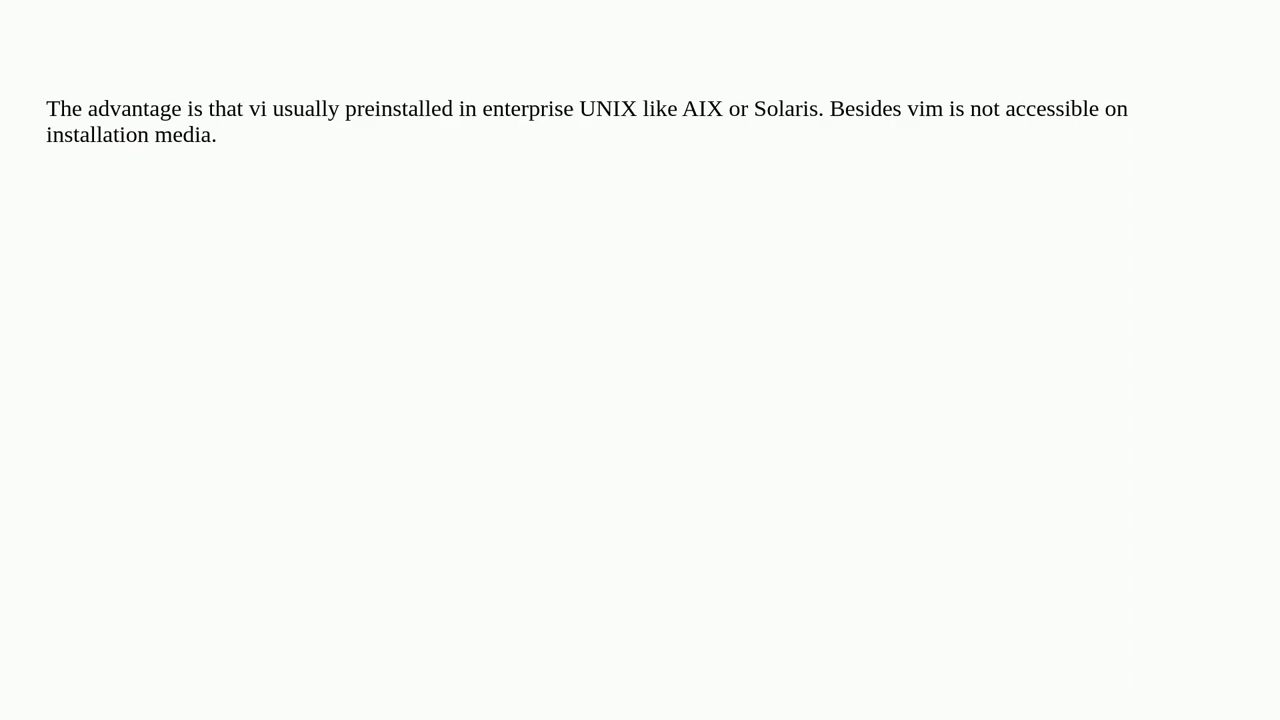 The advantage is that vi usually preinstalled in enterprise UNIX like AIX or Solaris. Besides vim is not accessible on
installation media.